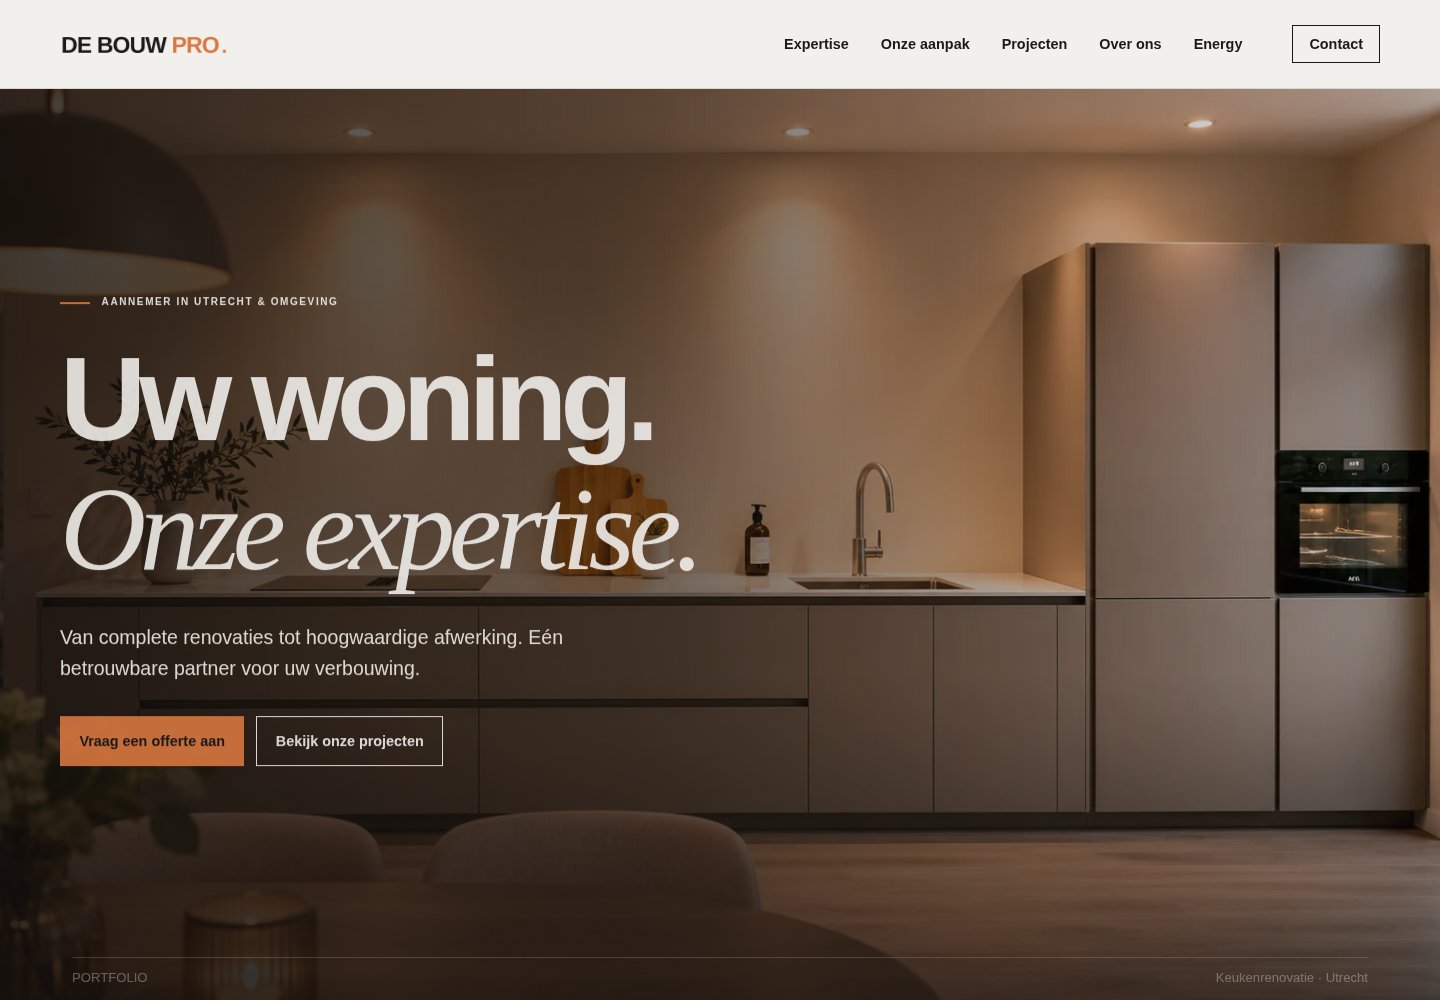 DE BOUW PRO.
Expertise
Onze aanpak
Projecten
Over ons
Energy
Contact
AANNEMER IN UTRECHT & OMGEVING
Uw woning.
Onze expertise.
Van complete renovaties tot hoogwaardige afwerking. Eén
betrouwbare partner voor uw verbouwing.
Vraag een offerte aan
Bekijk onze projecten
PORTFOLIO
Keukenrenovatie · Utrecht